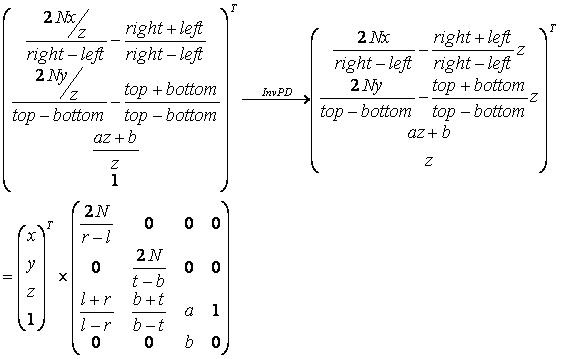 ( (2Nx/z)/(right − left) − (right + left)/(right − left) )T
( (2Ny/z)/(top − bottom) − (top + bottom)/(top − bottom) )
( (az + b)/z )
( 1 )
InvPD →
( 2Nx/(right − left) − (right + left)/(right − left) z )T
( 2Ny/(top − bottom) − (top + bottom)/(top − bottom) z )
( az + b )
( z )
= ( x y z 1 )T ×
( 2N/(r − l) 0 0 0 )
( 0 2N/(t − b) 0 0 )
( (l + r)/(l − r) (b + t)/(b − t) a 1 )
( 0 0 b 0 )